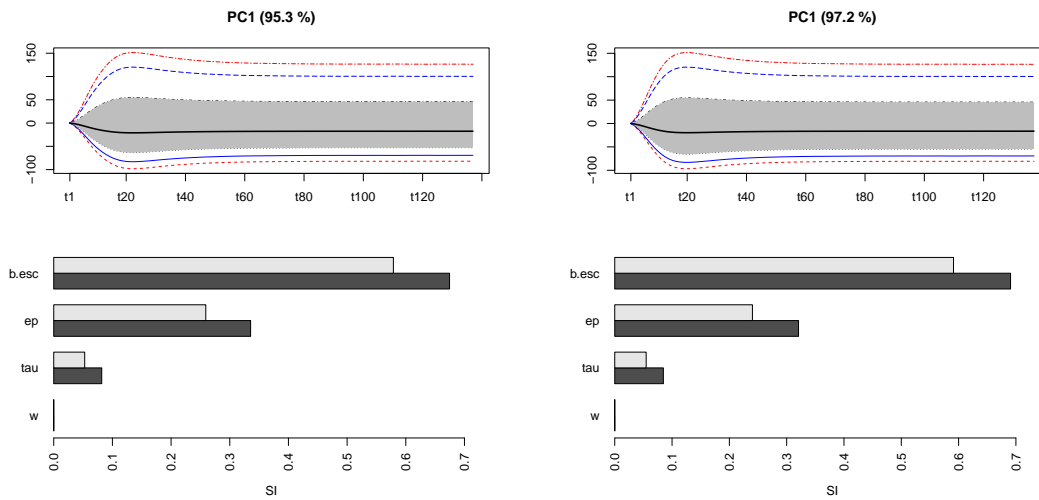 PC1 (95.3 %)
150
50
0
−100
t1 t20 t40 t60 t80 t100 t120
b.esc
ep
tau
w
0.0 0.1 0.2 0.3 0.4 0.5 0.6 0.7
SI
PC1 (97.2 %)
150
50
0
−100
t1 t20 t40 t60 t80 t100 t120
b.esc
ep
tau
w
0.0 0.1 0.2 0.3 0.4 0.5 0.6 0.7
SI